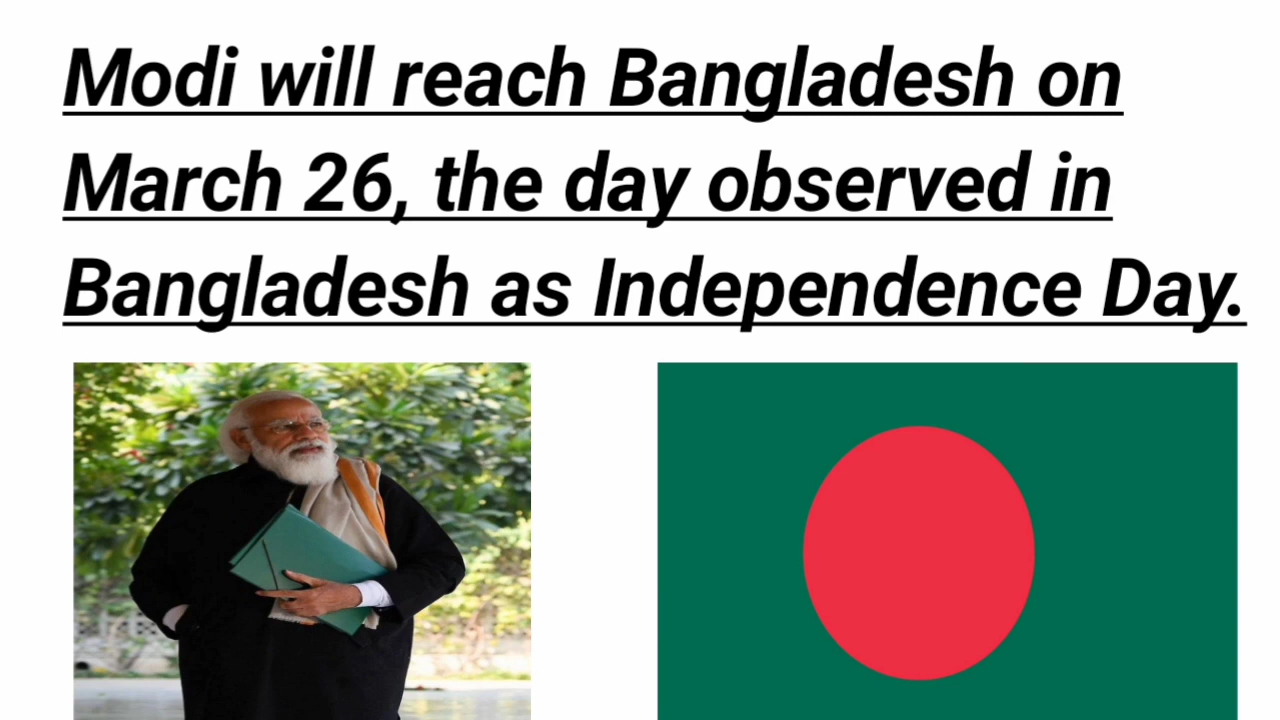 Modi will reach Bangladesh on
March 26, the day observed in
Bangladesh as Independence Day.